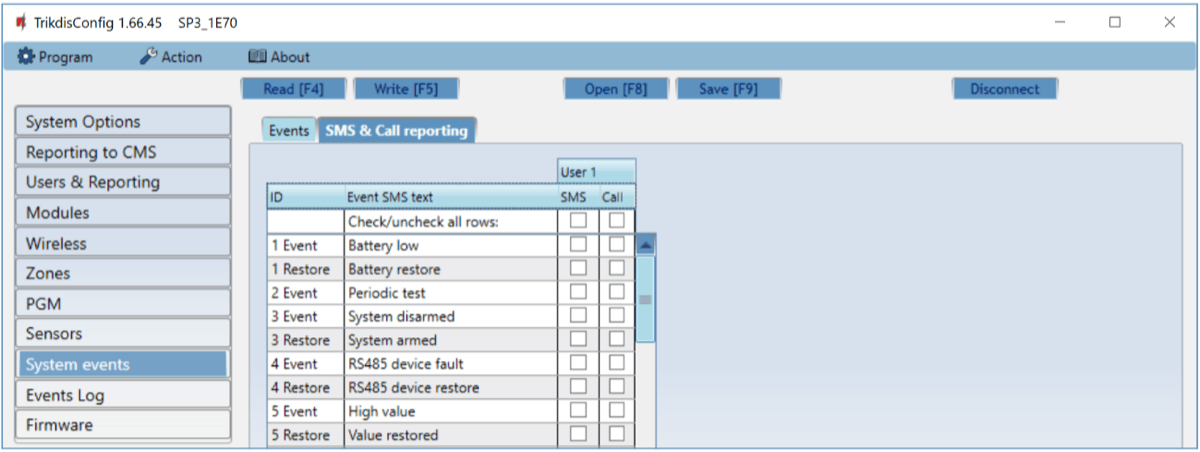 TrikdisConfig 1.66.45 SP3_1E70
Program Action About
Read [F4] Write [F5] Open [F8] Save [F9] Disconnect
System Options
Reporting to CMS
Users & Reporting
Modules
Wireless
Zones
PGM
Sensors
System events
Events Log
Firmware
Events SMS & Call reporting
User 1
ID Event SMS text SMS Call
Check/uncheck all rows:
1 Event Battery low
1 Restore Battery restore
2 Event Periodic test
3 Event System disarmed
3 Restore System armed
4 Event RS485 device fault
4 Restore RS485 device restore
5 Event High value
5 Restore Value restored